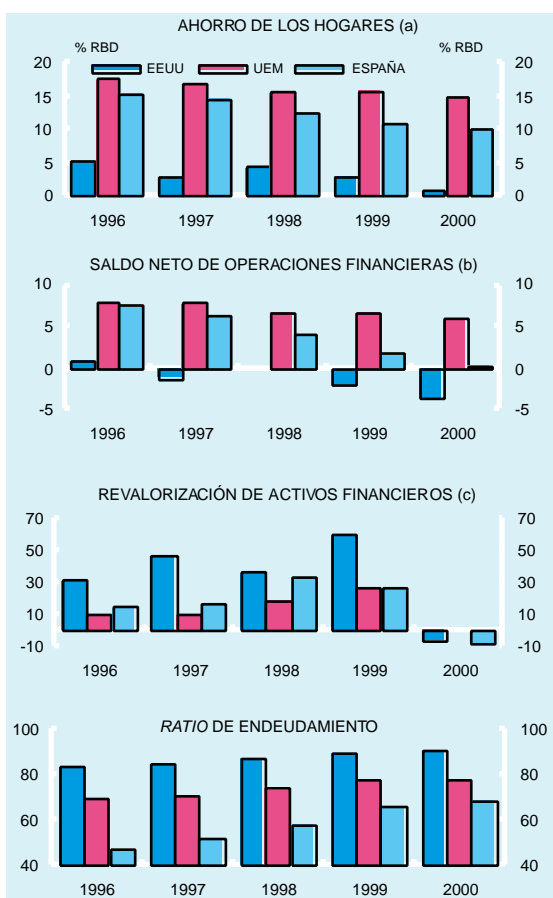 AHORRO DE LOS HOGARES (a)
% RBD % RBD
EEUU UEM ESPAÑA
20 20
15 15
10 10
5 5
0 0
1996 1997 1998 1999 2000
SALDO NETO DE OPERACIONES FINANCIERAS (b)
10 10
5 5
0 0
-5 -5
1996 1997 1998 1999 2000
REVALORIZACIÓN DE ACTIVOS FINANCIEROS (c)
70 70
50 50
30 30
10 10
-10 -10
1996 1997 1998 1999 2000
RATIO DE ENDEUDAMIENTO
100 100
80 80
60 60
40 40
1996 1997 1998 1999 2000